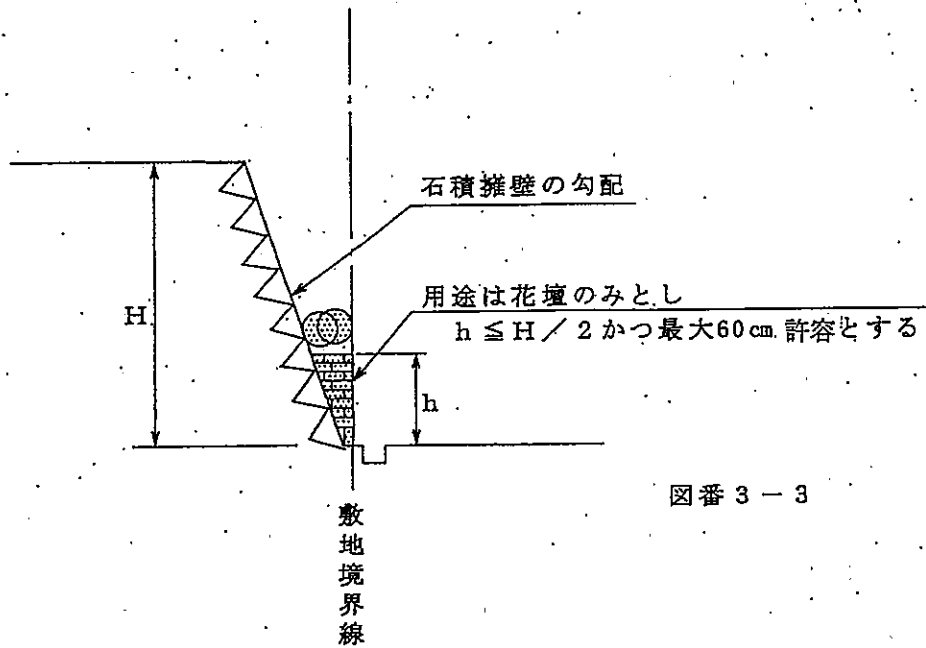 石積擁壁の勾配
用途は花壇のみとし
h≦H/2かつ最大60cm許容とする
H
h
図番3-3
敷地境界線